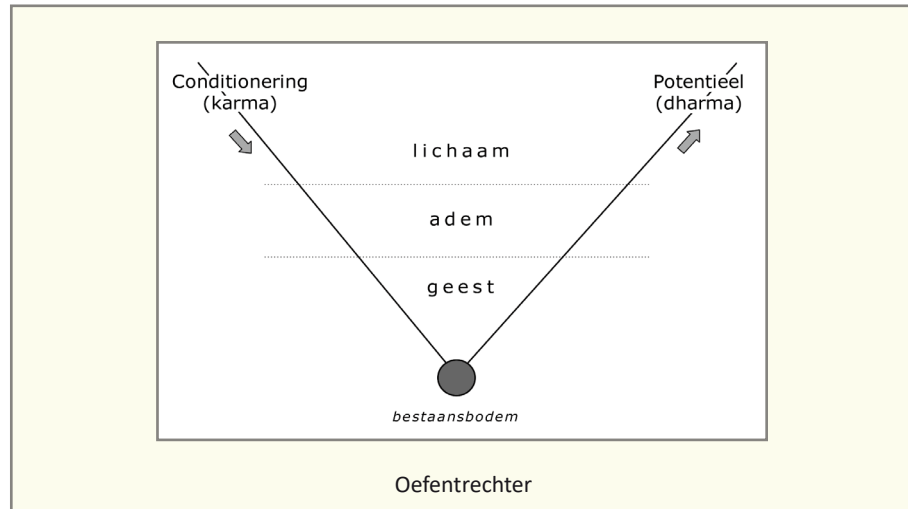 Conditionering
(karma)
Potentieel
(dharma)
lichaam
adem
geest
bestaansbodem
Oefentrechter